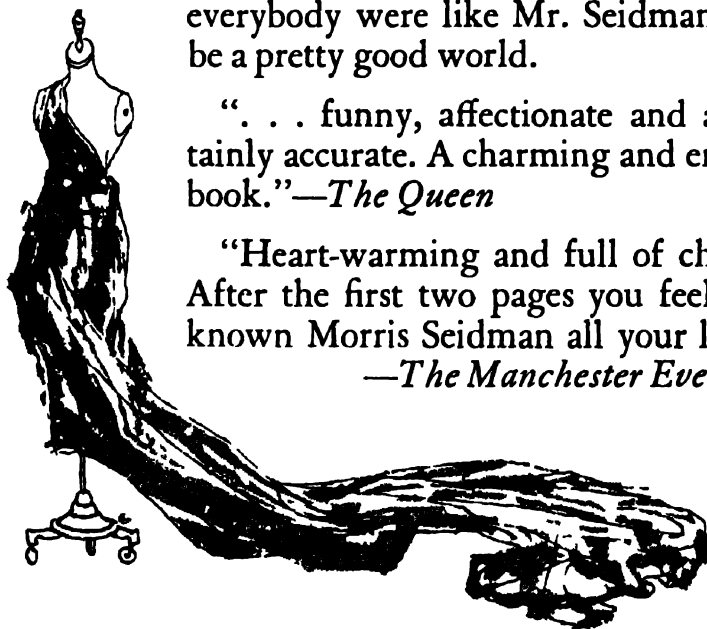 everybody were like Mr. Seidman
be a pretty good world.
“. . . funny, affectionate and
tainly accurate. A charming and
book.”—The Queen
“Heart-warming and full of
After the first two pages you feel
known Morris Seidman all your
—The Manchester